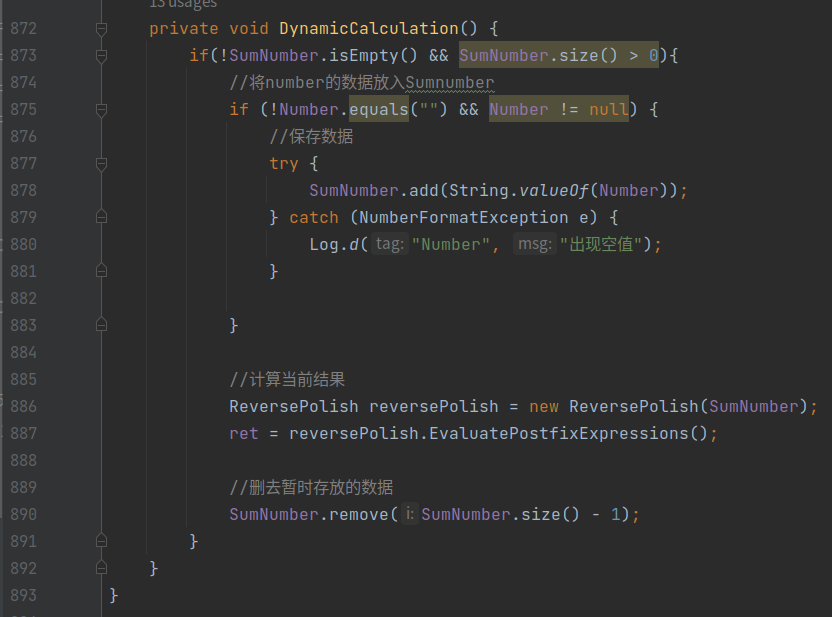 13 usages
872 private void DynamicCalculation() {
873 if(!SumNumber.isEmpty() && SumNumber.size() > 0){
874 //将number的数据放入Sumnumber
875 if (!Number.equals("") && Number != null) {
876 //保存数据
877 try {
878 SumNumber.add(String.valueOf(Number));
879 } catch (NumberFormatException e) {
880 Log.d( tag: "Number", msg: "出现空值");
881 }
882
883 }
884
885 //计算当前结果
886 ReversePolish reversePolish = new ReversePolish(SumNumber);
887 ret = reversePolish.EvaluatePostfixExpressions();
888
889 //删去暂时存放的数据
890 SumNumber.remove( i: SumNumber.size() - 1);
891 }
892 }
893 }